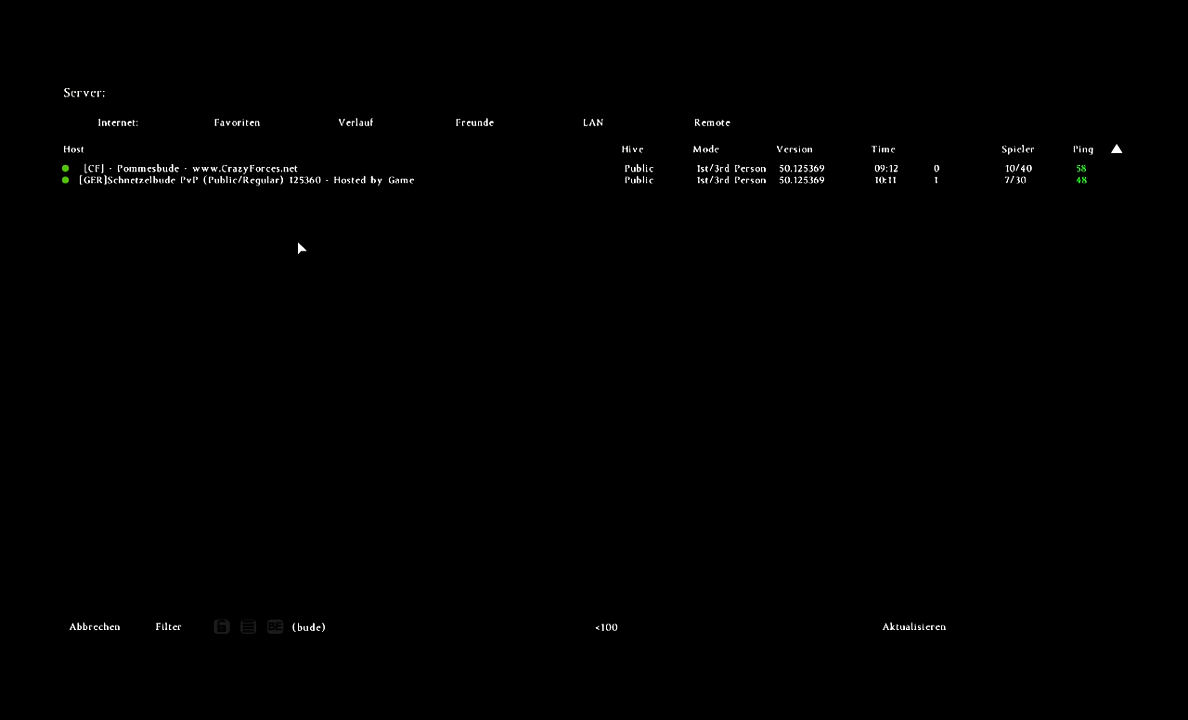 Server:
Internet: Favoriten Verlauf Freunde LAN Remote
Host Hive Mode Version Time Spieler Ping
[CF] - Pommesbude - www.CrazyForces.net Public 1st/3rd Person 50.125369 09:12 0 10/40 58
[GER]Schnetzelbude PvP (Public/Regular) 125360 - Hosted by Game Public 1st/3rd Person 50.125369 10:11 1 7/30 48
Abbrechen Filter BE (bude) <100 Aktualisieren